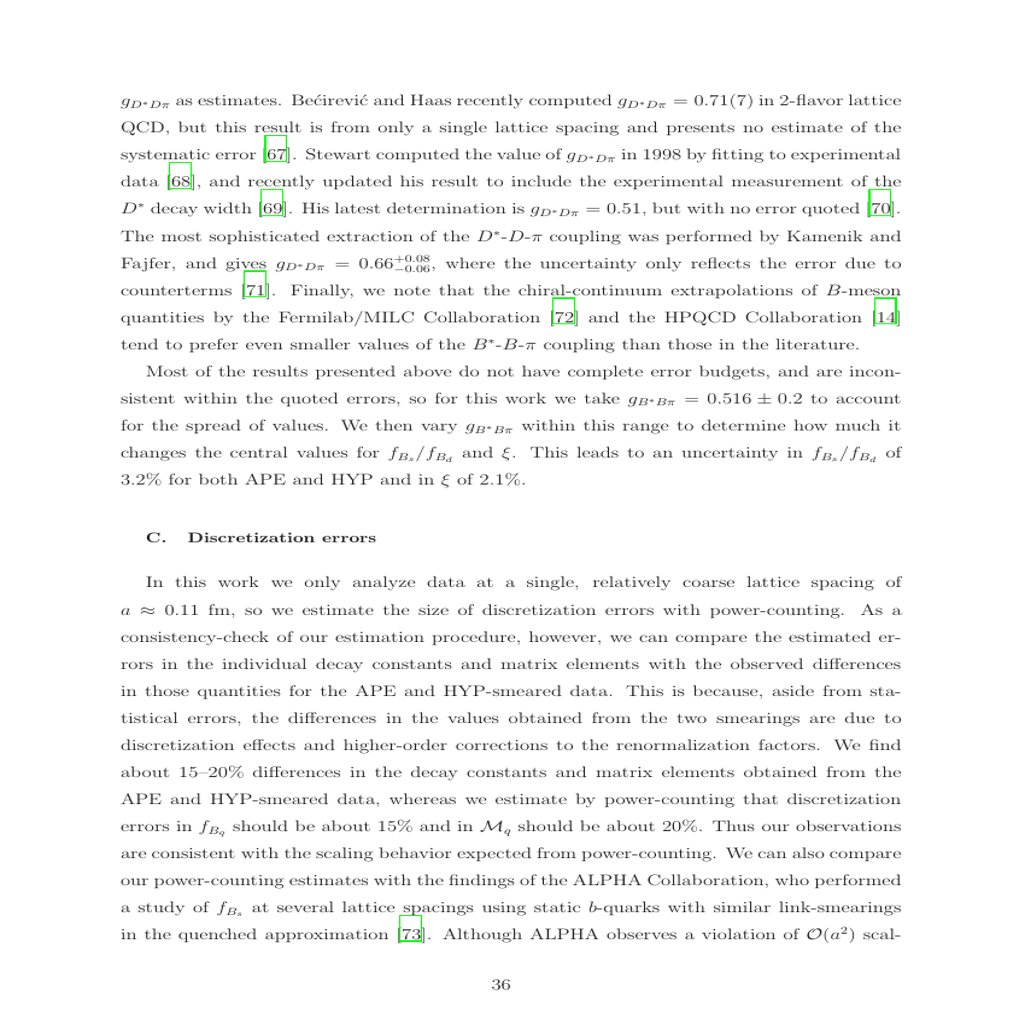 g_{D*Dπ} as estimates. Bećirević and Haas recently computed g_{D*Dπ} = 0.71(7) in 2-flavor lattice
QCD, but this result is from only a single lattice spacing and presents no estimate of the
systematic error [67]. Stewart computed the value of g_{D*Dπ} in 1998 by fitting to experimental
data [68], and recently updated his result to include the experimental measurement of the
D* decay width [69]. His latest determination is g_{D*Dπ} = 0.51, but with no error quoted [70].
The most sophisticated extraction of the D*-D-π coupling was performed by Kamenik and
Fajfer, and gives g_{D*Dπ} = 0.66^{+0.08}_{−0.06}, where the uncertainty only reflects the error due to
counterterms [71]. Finally, we note that the chiral-continuum extrapolations of B-meson
quantities by the Fermilab/MILC Collaboration [72] and the HPQCD Collaboration [14]
tend to prefer even smaller values of the B*-B-π coupling than those in the literature.
Most of the results presented above do not have complete error budgets, and are incon-
sistent within the quoted errors, so for this work we take g_{B*Bπ} = 0.516 ± 0.2 to account
for the spread of values. We then vary g_{B*Bπ} within this range to determine how much it
changes the central values for f_{B_s}/f_{B_d} and ξ. This leads to an uncertainty in f_{B_s}/f_{B_d} of
3.2% for both APE and HYP and in ξ of 2.1%.
C. Discretization errors
In this work we only analyze data at a single, relatively coarse lattice spacing of
a ≈ 0.11 fm, so we estimate the size of discretization errors with power-counting. As a
consistency-check of our estimation procedure, however, we can compare the estimated er-
rors in the individual decay constants and matrix elements with the observed differences
in those quantities for the APE and HYP-smeared data. This is because, aside from sta-
tistical errors, the differences in the values obtained from the two smearings are due to
discretization effects and higher-order corrections to the renormalization factors. We find
about 15–20% differences in the decay constants and matrix elements obtained from the
APE and HYP-smeared data, whereas we estimate by power-counting that discretization
errors in f_{B_q} should be about 15% and in ℳ_q should be about 20%. Thus our observations
are consistent with the scaling behavior expected from power-counting. We can also compare
our power-counting estimates with the findings of the ALPHA Collaboration, who performed
a study of f_{B_s} at several lattice spacings using static b-quarks with similar link-smearings
in the quenched approximation [73]. Although ALPHA observes a violation of 𝒪(a²) scal-
36